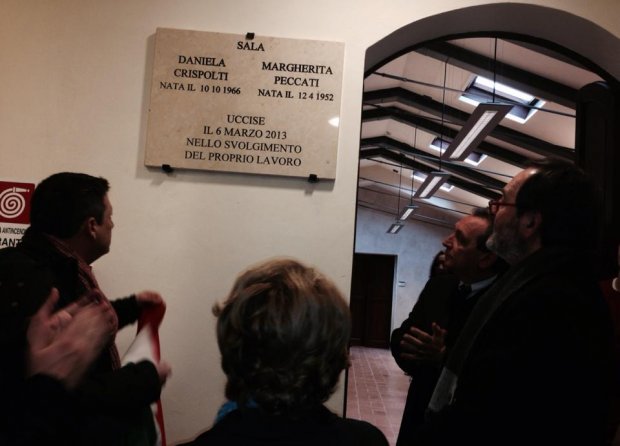 SALA
DANIELA
CRISPOLTI
NATA IL 10 10 1966
MARGHERITA
PECCATI
NATA IL 12 4 1952
UCCISE
IL 6 MARZO 2013
NELLO SVOLGIMENTO
DEL PROPRIO LAVORO
ANTINCENDIO